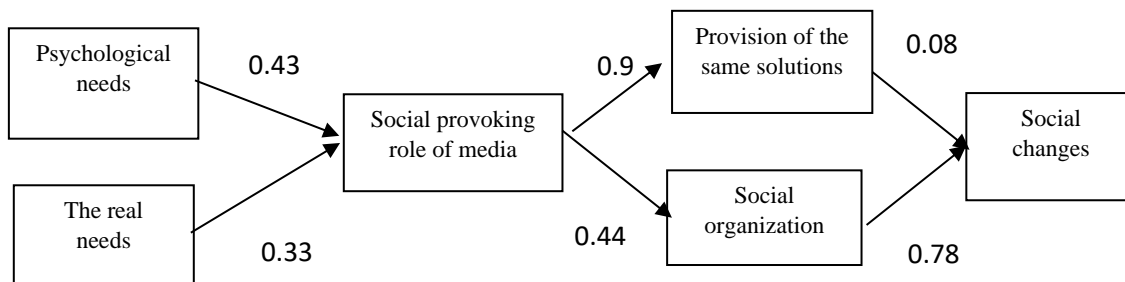 Psychological
needs
0.43
The real
needs
0.33
Social provoking
role of media
0.9
0.44
Provision of the
same solutions
Social
organization
0.08
0.78
Social
changes